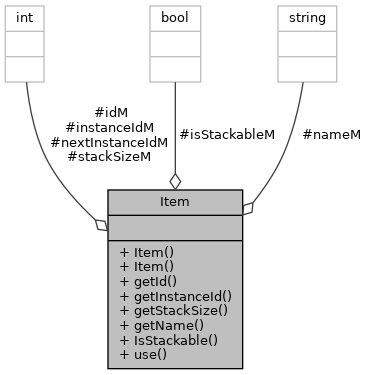 int
bool
string
#idM
#instanceIdM
#nextInstanceIdM
#stackSizeM
#isStackableM
#nameM
Item
+ Item()
+ Item()
+ getId()
+ getInstanceId()
+ getStackSize()
+ getName()
+ IsStackable()
+ use()